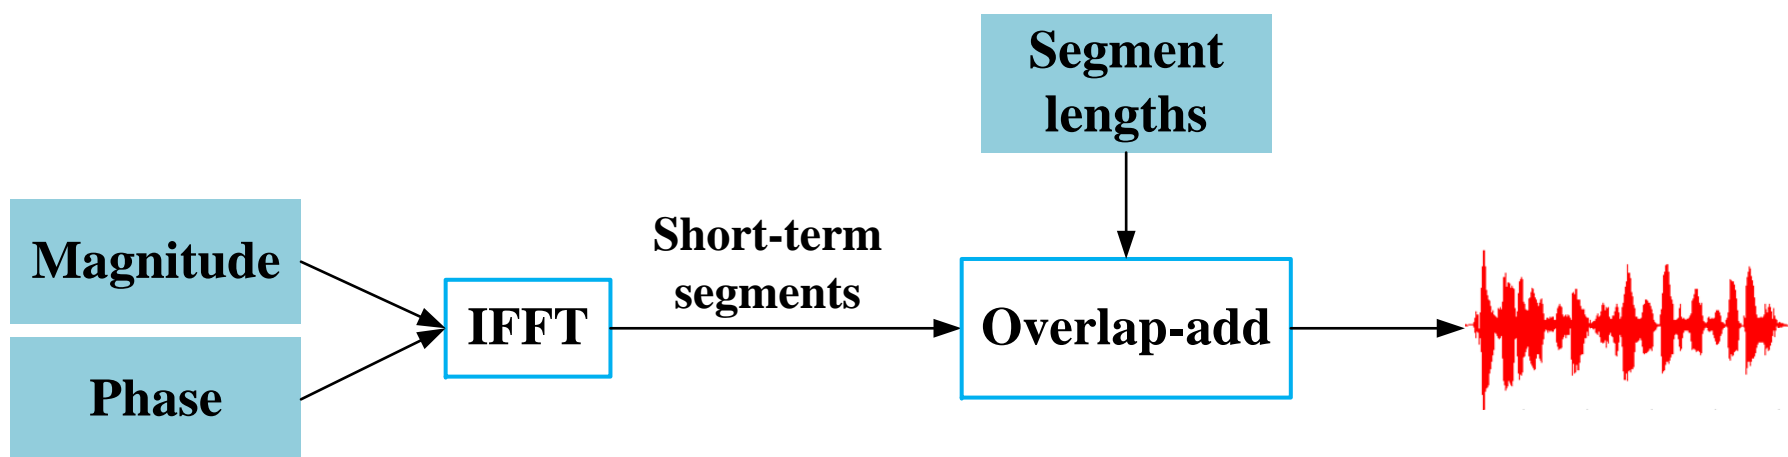 Segment
lengths
Magnitude
Phase
IFFT
Short-term
segments
Overlap-add